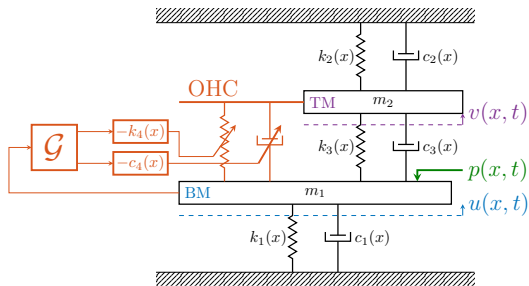 k₂(x) c₂(x)
OHC
TM m₂ v(x, t)
𝒢 −k₄(x) k₃(x) c₃(x)
−c₄(x) p(x, t)
BM m₁ u(x, t)
k₁(x) c₁(x)